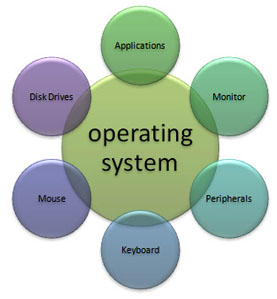 Applications
Disk Drives
Monitor
operating
system
Mouse
Peripherals
Keyboard